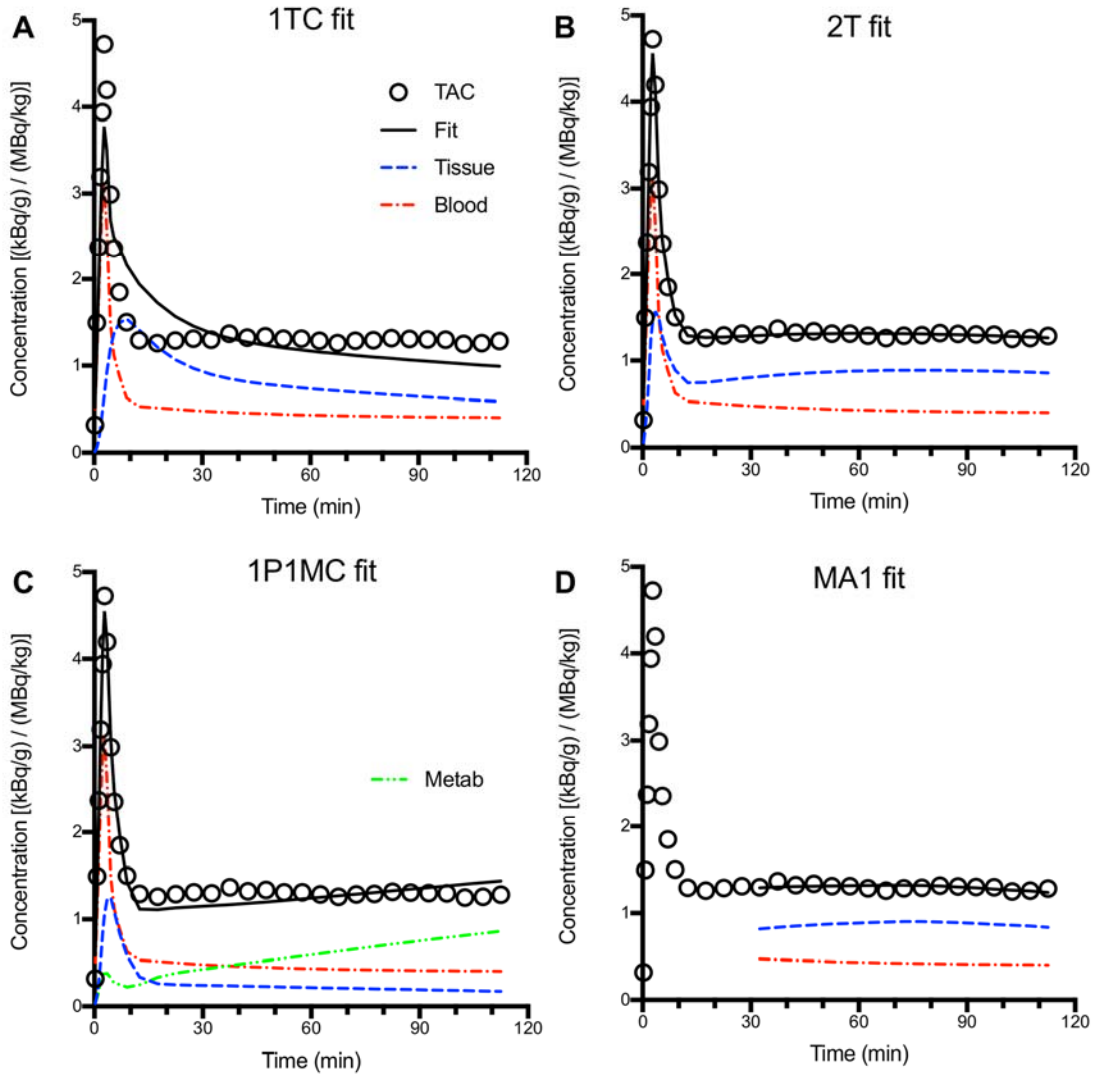 A
1TC fit
5
4
3
2
1
0
Concentration [(kBq/g) / (MBq/kg)]
TAC
Fit
Tissue
Blood
0 30 60 90 120
Time (min)
B
2T fit
5
4
3
2
1
0
Concentration [(kBq/g) / (MBq/kg)]
0 30 60 90 120
Time (min)
C
1P1MC fit
5
4
3
2
1
0
Concentration [(kBq/g) / (MBq/kg)]
Metab
0 30 60 90 120
Time (min)
D
MA1 fit
5
4
3
2
1
0
Concentration [(kBq/g) / (MBq/kg)]
0 30 60 90 120
Time (min)